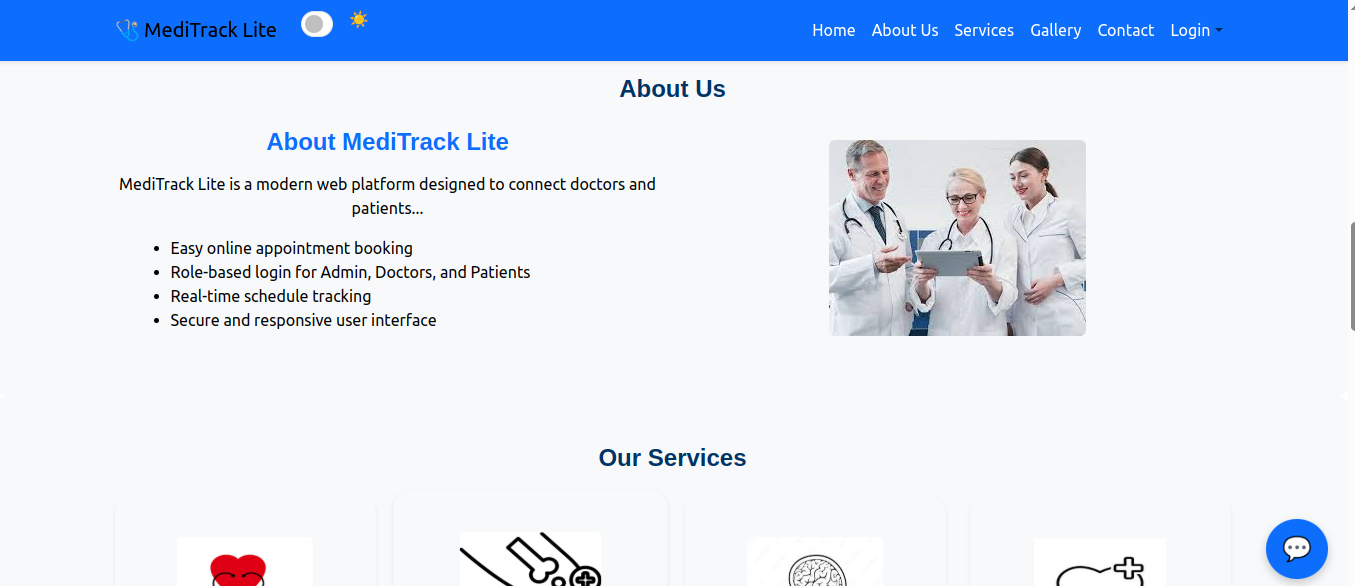 MediTrack Lite
Home About Us Services Gallery Contact Login
About Us
About MediTrack Lite
MediTrack Lite is a modern web platform designed to connect doctors and
patients...
• Easy online appointment booking
• Role-based login for Admin, Doctors, and Patients
• Real-time schedule tracking
• Secure and responsive user interface
Our Services